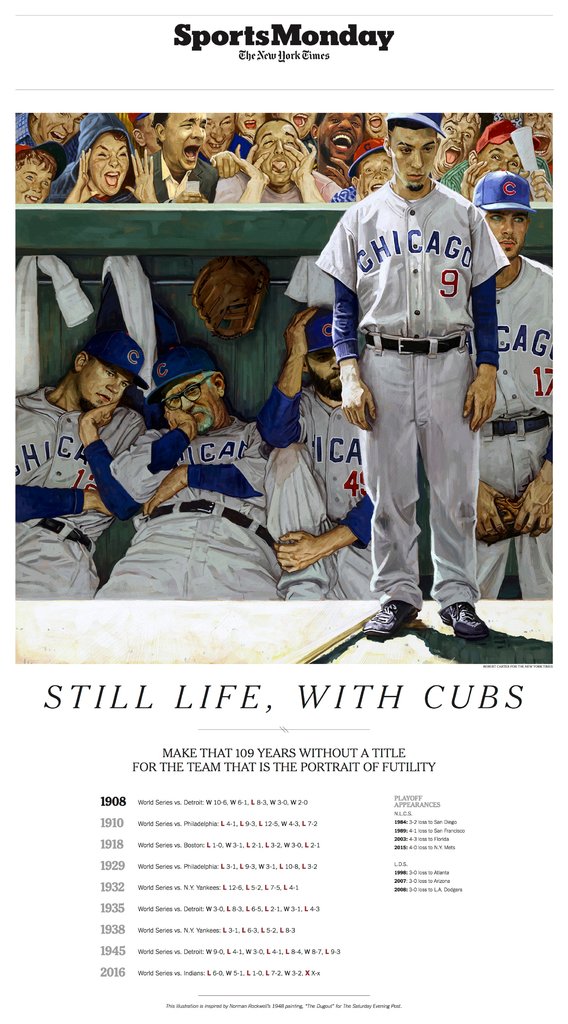 SportsMonday
The New York Times
C
CHICAGO
9
C
CAG
17
C
C
C
HICA
12
ICA
ICA
49
ROBERT CARTER FOR THE NEW YORK TIMES
STILL LIFE, WITH CUBS
MAKE THAT 109 YEARS WITHOUT A TITLE
FOR THE TEAM THAT IS THE PORTRAIT OF FUTILITY
1908 World Series vs. Detroit: W 10-6, W 6-1, L 8-3, W 3-0, W 2-0
1910 World Series vs. Philadelphia: L 4-1, L 9-3, L 12-5, W 4-3, L 7-2
1918 World Series vs. Boston: L 1-0, W 3-1, L 2-1, L 3-2, W 3-0, L 2-1
1929 World Series vs. Philadelphia: L 3-1, L 9-3, W 3-1, L 10-8, L 3-2
1932 World Series vs. N.Y. Yankees: L 12-6, L 5-2, L 7-5, L 4-1
1935 World Series vs. Detroit: W 3-0, L 8-3, L 6-5, L 2-1, W 3-1, L 4-3
1938 World Series vs. N.Y. Yankees: L 3-1, L 6-3, L 5-2, L 8-3
1945 World Series vs. Detroit: W 9-0, L 4-1, W 3-0, L 4-1, L 8-4, W 8-7, L 9-3
2016 World Series vs. Indians: L 6-0, W 5-1, L 1-0, L 7-2, W 3-2, X X-x
PLAYOFF
APPEARANCES
N.L.C.S.
1984: 3-2 loss to San Diego
1989: 4-1 loss to San Francisco
2003: 4-3 loss to Florida
2015: 4-0 loss to N.Y. Mets
L.D.S.
1998: 3-0 loss to Atlanta
2007: 3-0 loss to Arizona
2008: 3-0 loss to L.A. Dodgers
This illustration is inspired by Norman Rockwell's 1948 painting, "The Dugout" for The Saturday Evening Post.